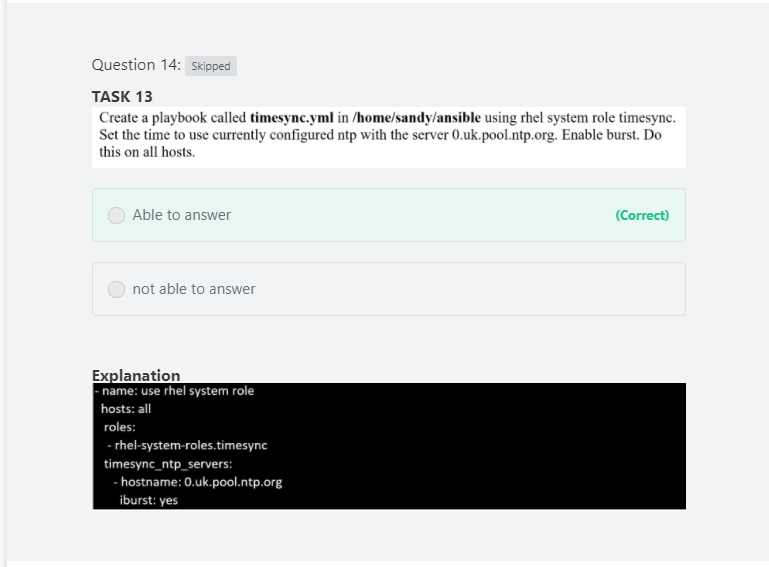 Question 14: Skipped
TASK 13
Create a playbook called timesync.yml in /home/sandy/ansible using rhel system role timesync.
Set the time to use currently configured ntp with the server 0.uk.pool.ntp.org. Enable burst. Do
this on all hosts.
Able to answer (Correct)
not able to answer
Explanation
- name: use rhel system role
hosts: all
roles:
- rhel-system-roles.timesync
timesync_ntp_servers:
- hostname: 0.uk.pool.ntp.org
iburst: yes